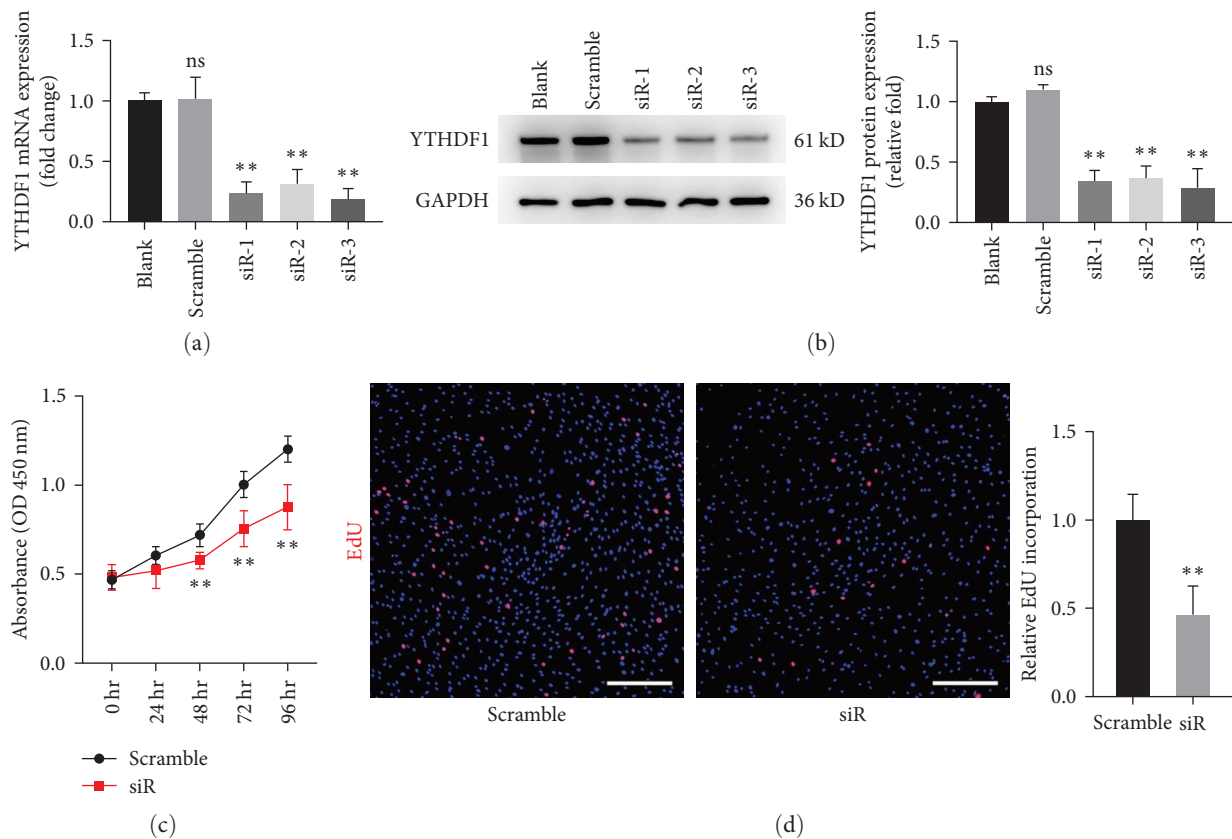 YTHDF1 mRNA expression
(fold change)
1.5
1.0
0.5
0.0
ns
**
**
**
Blank
Scramble
siR-1
siR-2
siR-3
(a)
Blank
Scramble
siR-1
siR-2
siR-3
YTHDF1
61 kD
GAPDH
36 kD
YTHDF1 protein expression
(relative fold)
1.5
1.0
0.5
0.0
ns
**
**
**
Blank
Scramble
siR-1
siR-2
siR-3
(b)
Absorbance (OD 450 nm)
1.5
1.0
0.5
0.0
**
**
**
0 hr
24 hr
48 hr
72 hr
96 hr
Scramble
siR
(c)
EdU
Scramble
siR
Relative EdU incorporation
1.5
1.0
0.5
0.0
**
Scramble
siR
(d)